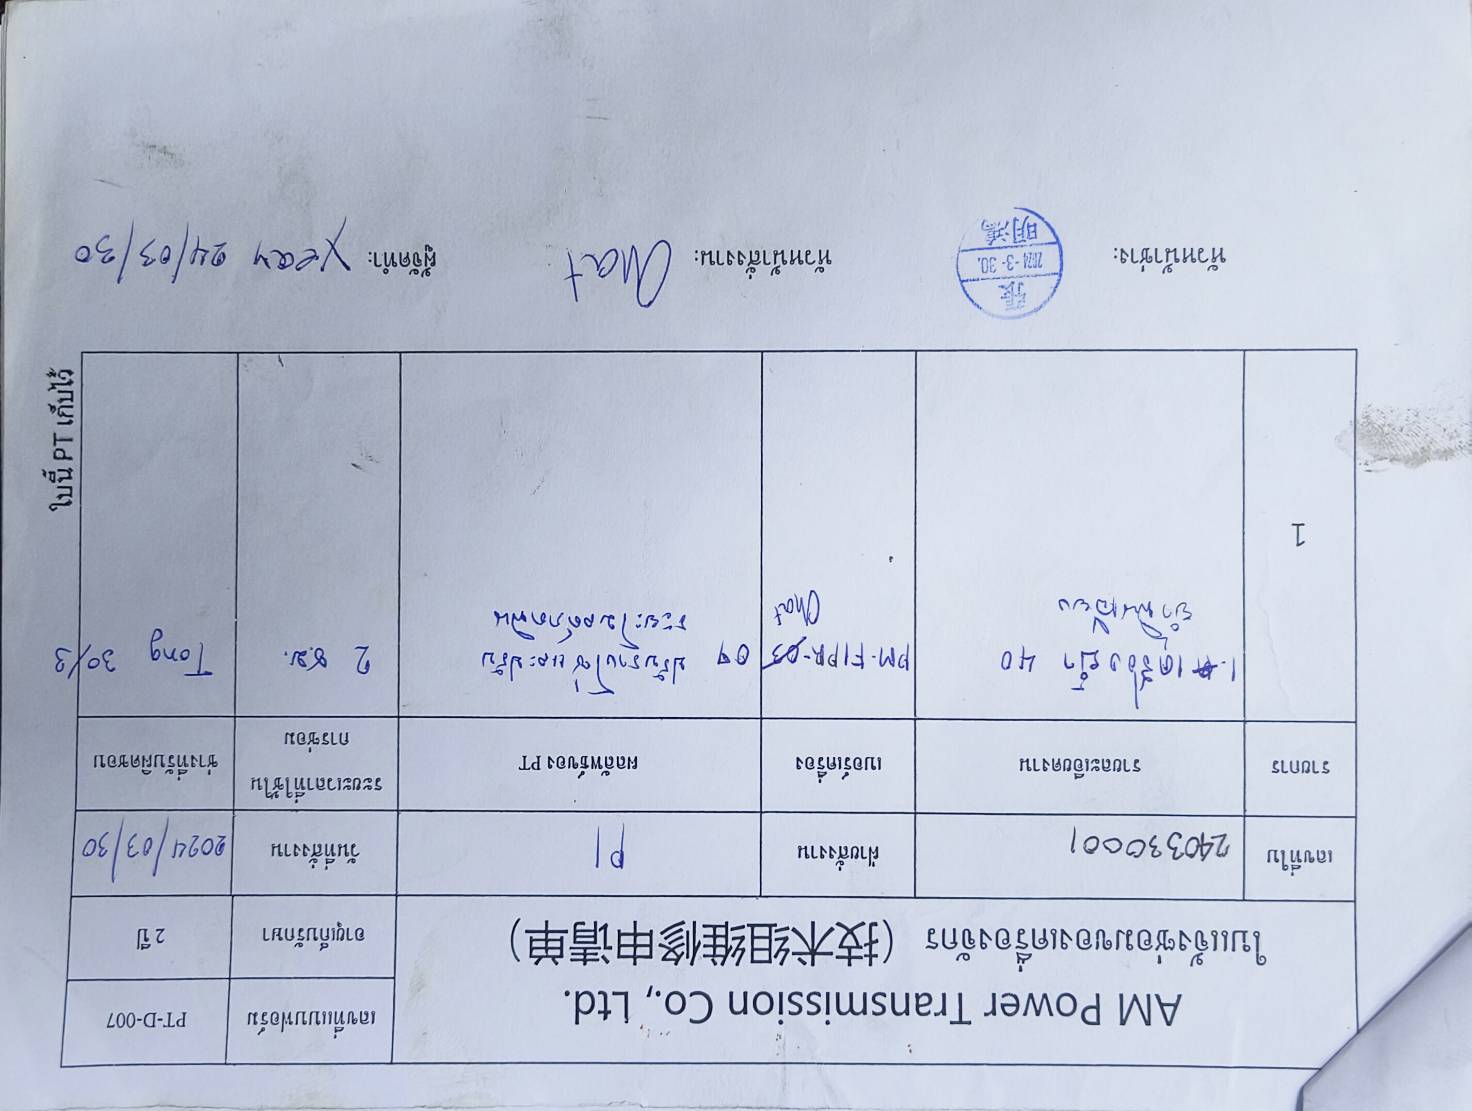 AM Power Transmission Co., Ltd.
ใบแจ้งซ่อมของเครื่องจักร (技术组维修申请单)
เลขที่แบบฟอร์ม PT-D-007
อายุเก็บรักษา 2 ปี
เลขที่ใบ 240330001 ฝ่ายสั่งงาน P1 วันที่สั่งงาน 2024/03/30
รายการ รายละเอียดงาน เบอร์เครื่อง ผลลัพธ์ของ PT ระยะเวลาที่ใช้ใน ช่างที่รับผิดชอบ
การซ่อม
1. เครื่องย้ำ 40 PM-FIPR-05 04 ปรับรางโซ่และปรับ 2 ช.ม. Tong 30/3
ย้ำพินเอียง Chat ระยะโมลด์กดพิน
1
ใบนี้ PT เก็บไว้
หัวหน้าช่าง: 張 2024-3-30. 明鴻 หัวหน้าสั่งงาน: Chat ผู้จัดทำ: Yean 24/03/30